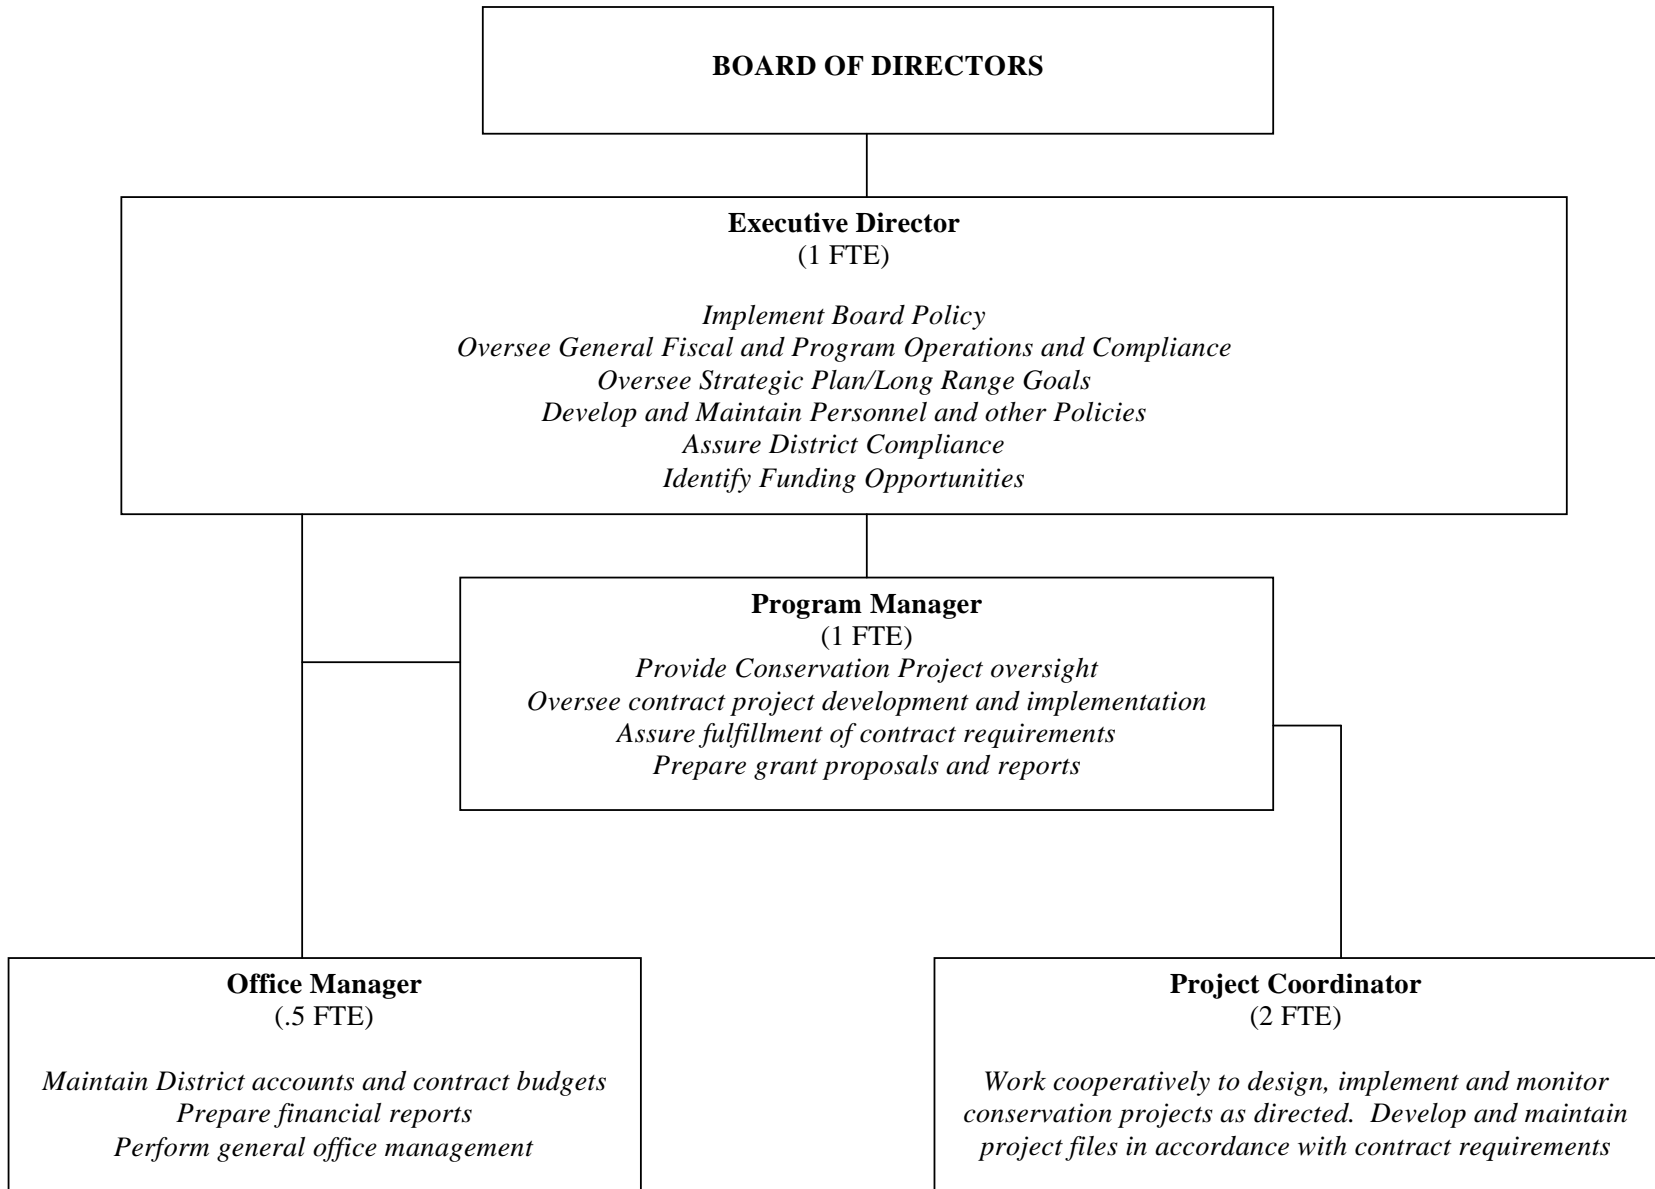 BOARD OF DIRECTORS
Executive Director
(1 FTE)
Implement Board Policy
Oversee General Fiscal and Program Operations and Compliance
Oversee Strategic Plan/Long Range Goals
Develop and Maintain Personnel and other Policies
Assure District Compliance
Identify Funding Opportunities
Program Manager
(1 FTE)
Provide Conservation Project oversight
Oversee contract project development and implementation
Assure fulfillment of contract requirements
Prepare grant proposals and reports
Office Manager
(.5 FTE)
Maintain District accounts and contract budgets
Prepare financial reports
Perform general office management
Project Coordinator
(2 FTE)
Work cooperatively to design, implement and monitor
conservation projects as directed.  Develop and maintain
project files in accordance with contract requirements